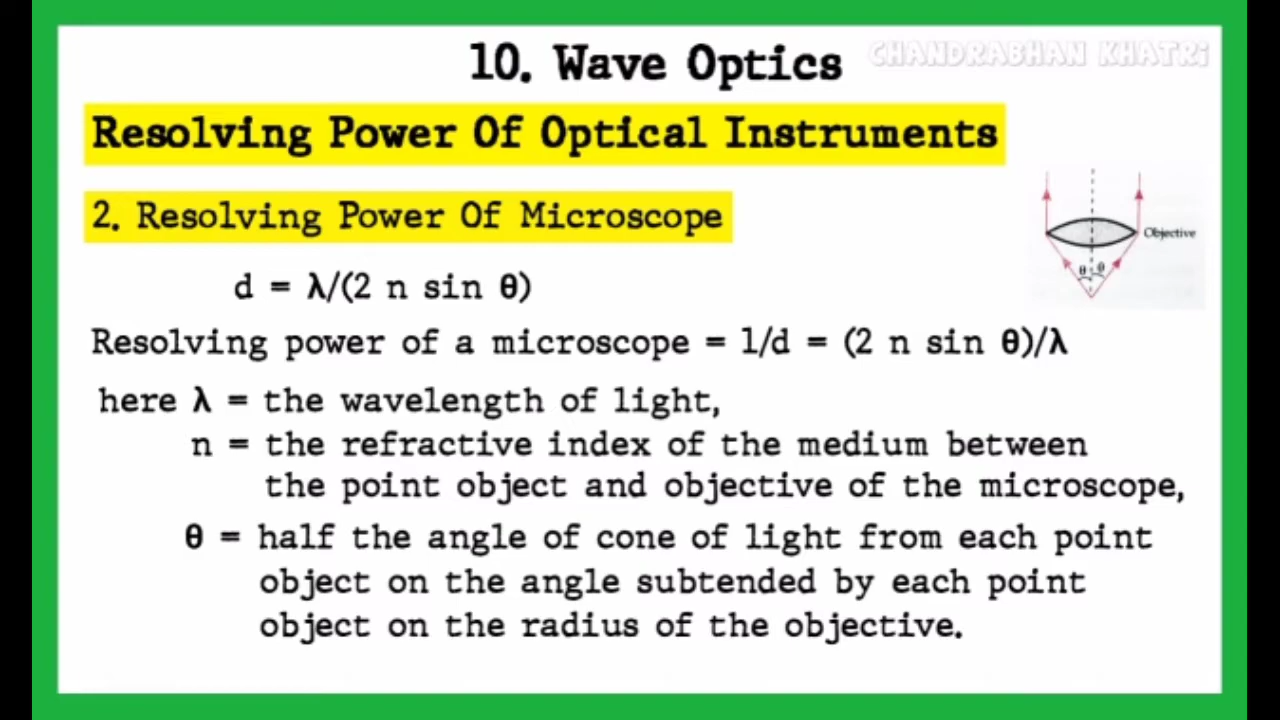 CHANDRABHAN KHATRI
10. Wave Optics
Resolving Power Of Optical Instruments
2. Resolving Power Of Microscope
Objective
θ θ
d = λ/(2 n sin θ)
Resolving power of a microscope = 1/d = (2 n sin θ)/λ
here λ = the wavelength of light,
n = the refractive index of the medium between
the point object and objective of the microscope,
θ = half the angle of cone of light from each point
object on the angle subtended by each point
object on the radius of the objective.